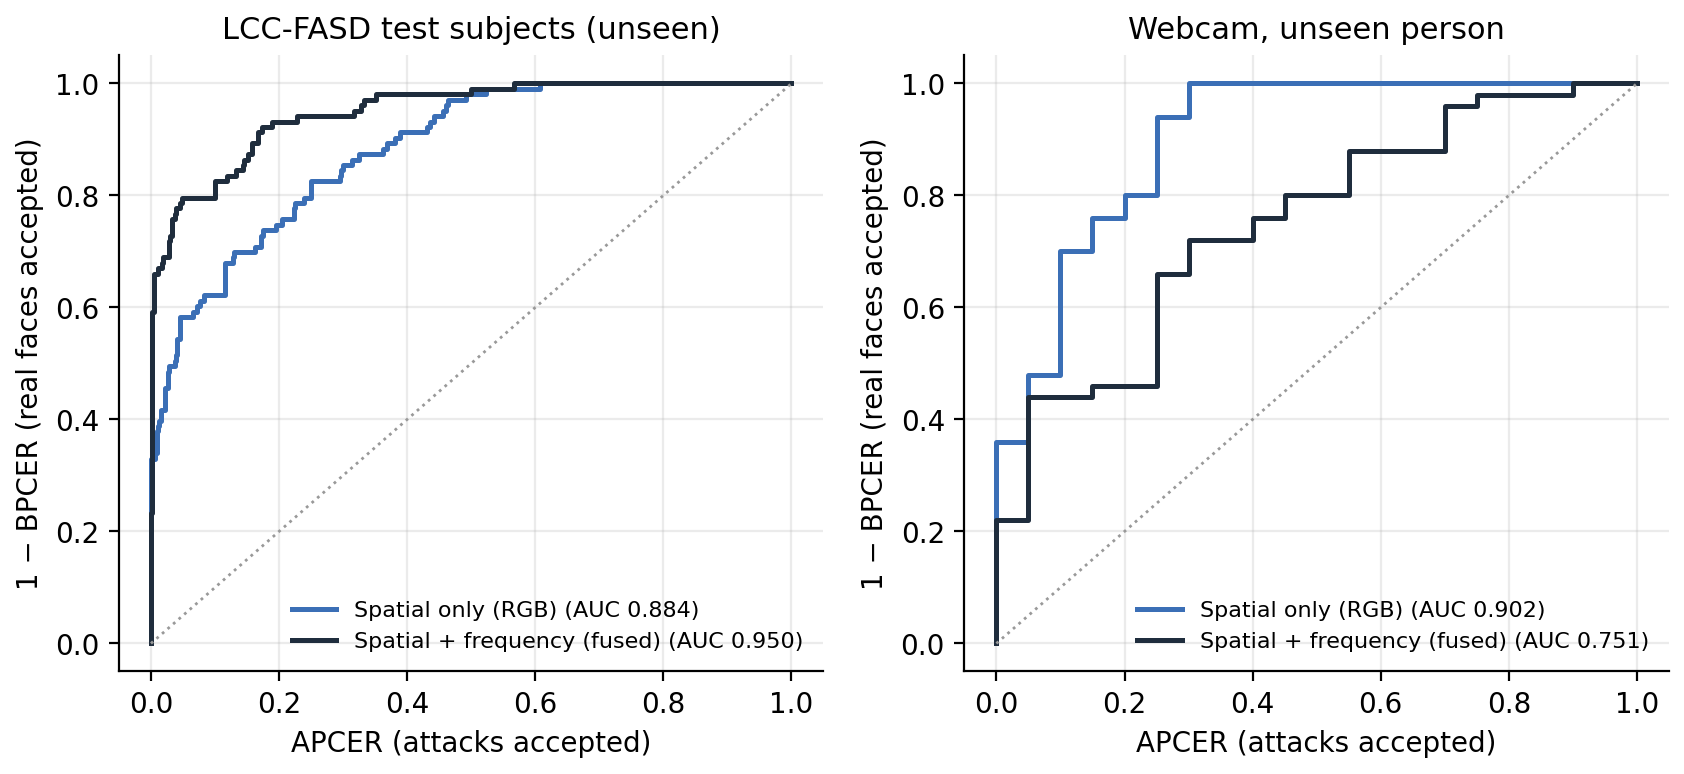 LCC-FASD test subjects (unseen)
1 − BPCER (real faces accepted)
1.0
0.8
0.6
0.4
0.2
0.0
Spatial only (RGB) (AUC 0.884)
Spatial + frequency (fused) (AUC 0.950)
0.0 0.2 0.4 0.6 0.8 1.0
APCER (attacks accepted)
Webcam, unseen person
1 − BPCER (real faces accepted)
1.0
0.8
0.6
0.4
0.2
0.0
Spatial only (RGB) (AUC 0.902)
Spatial + frequency (fused) (AUC 0.751)
0.0 0.2 0.4 0.6 0.8 1.0
APCER (attacks accepted)